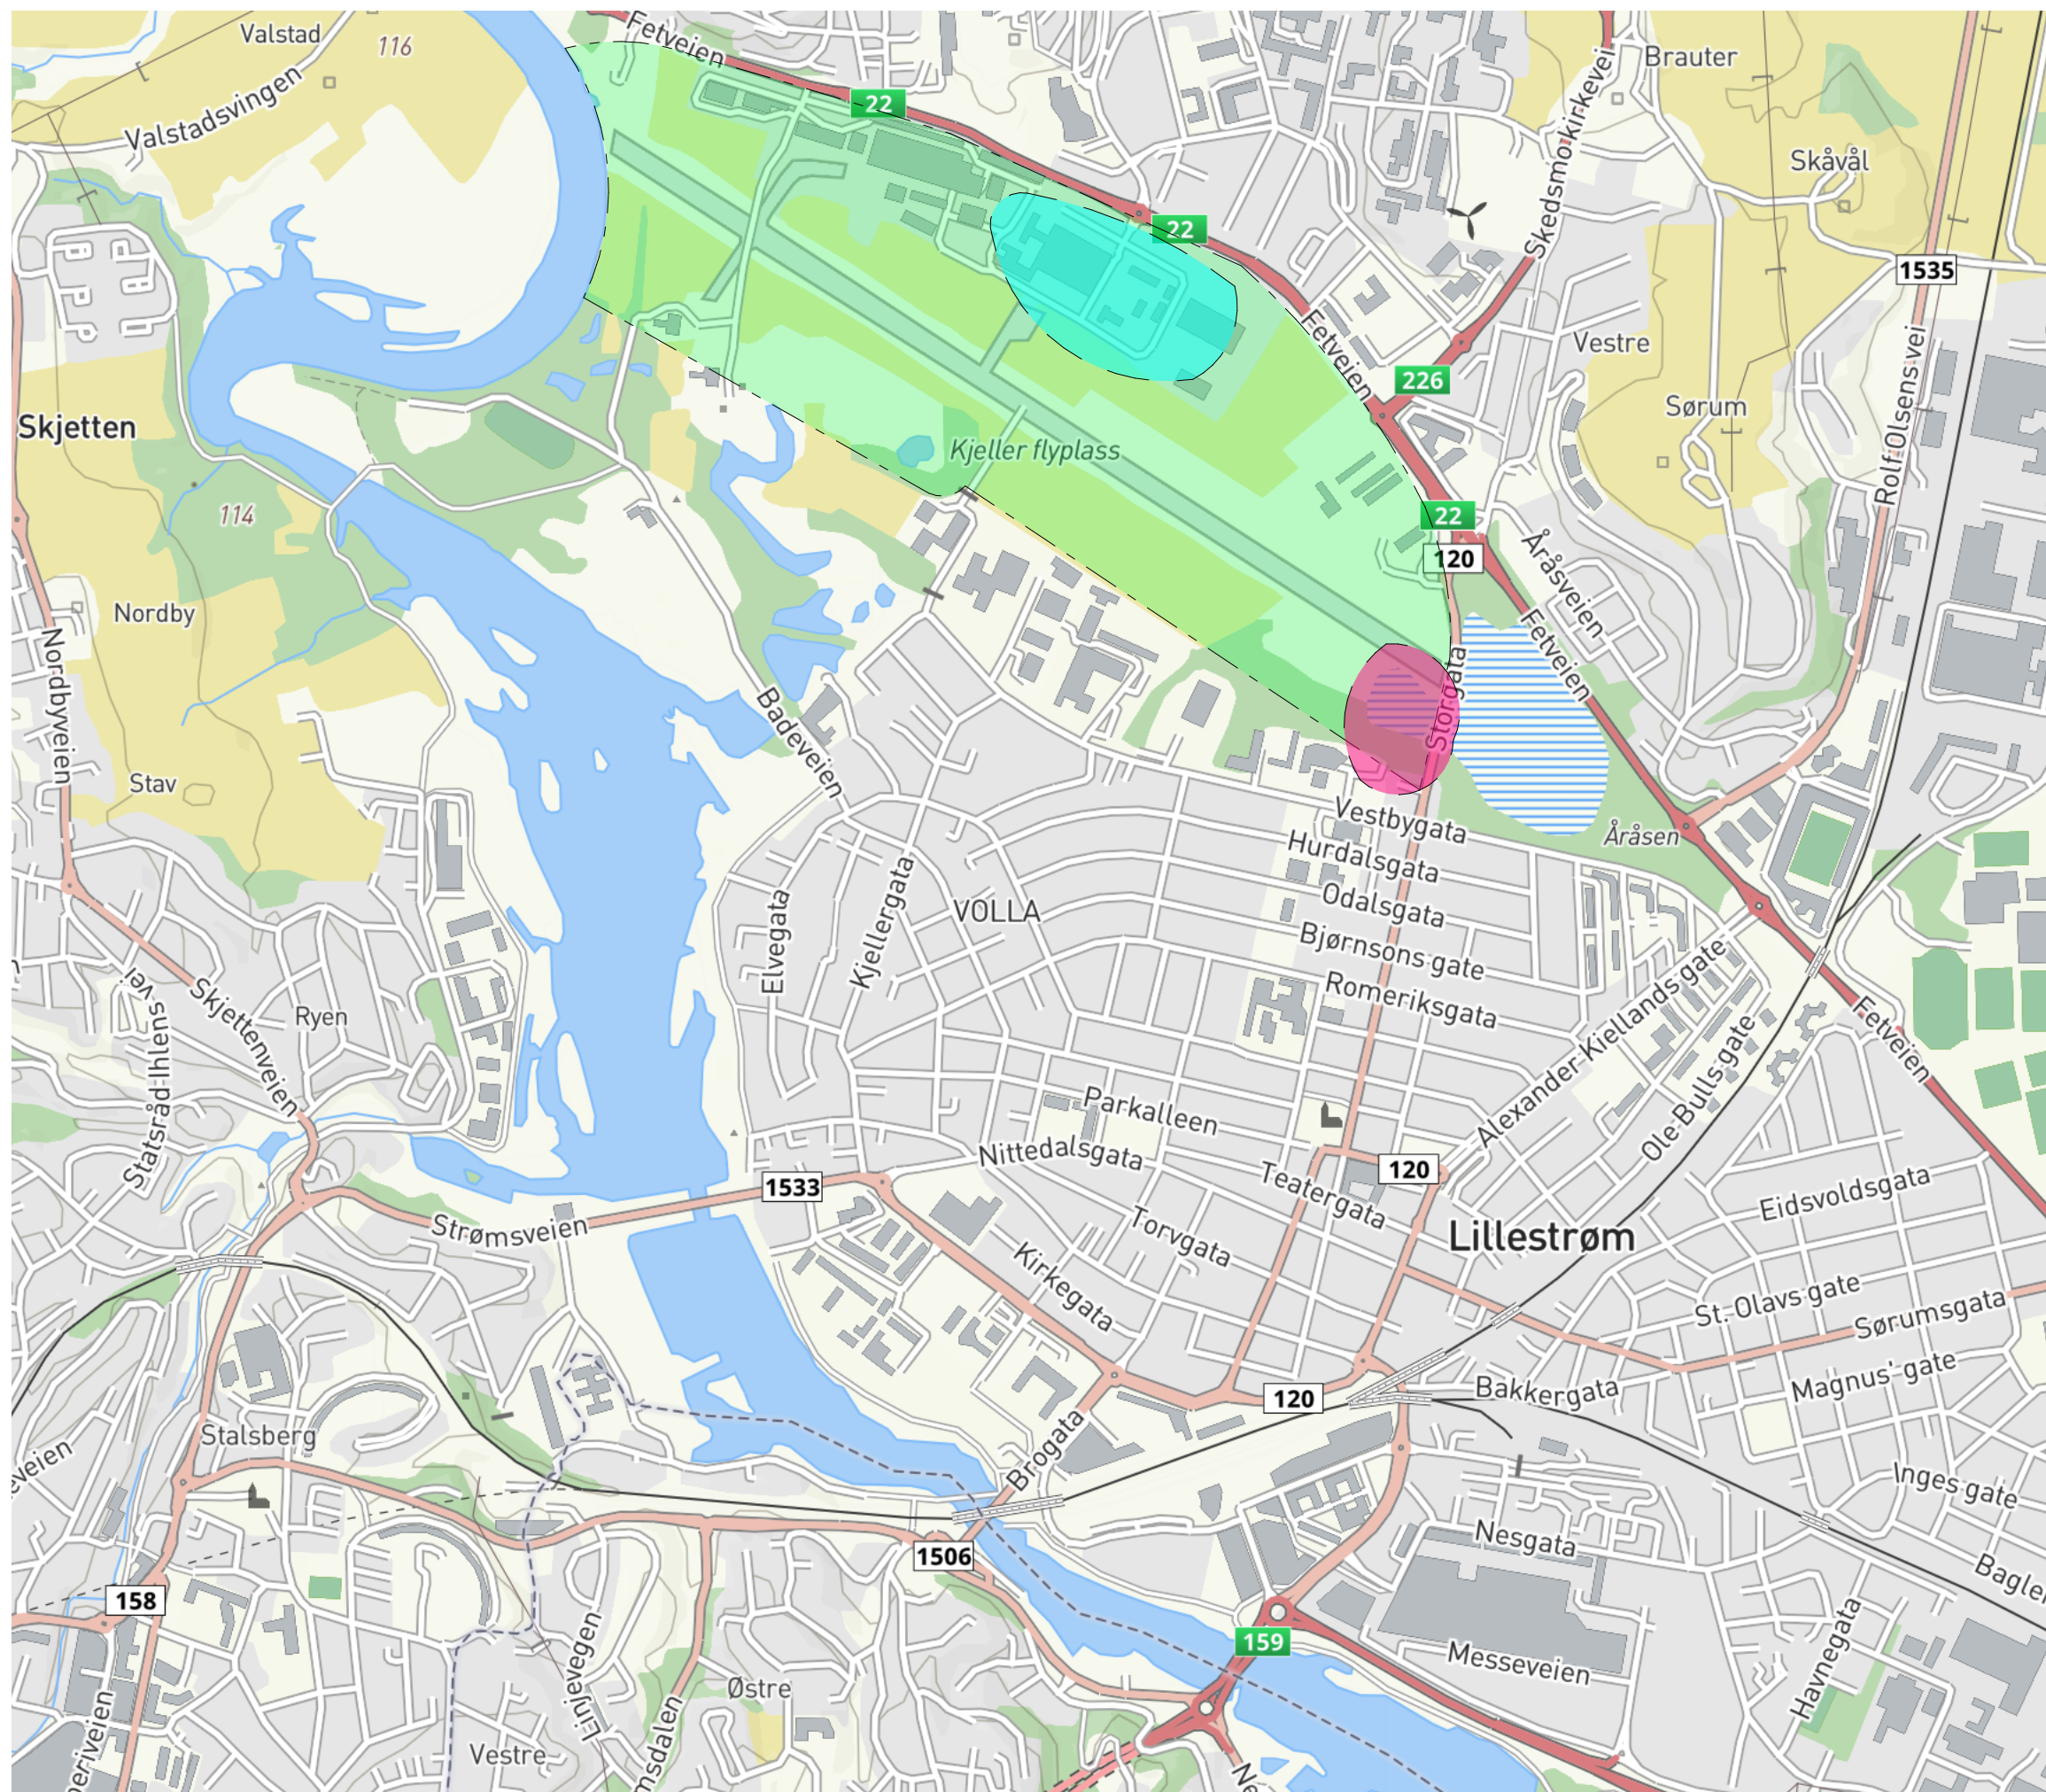 Valstad
116
Fetveien
Brauter
22
Valstadsvingen
Skedsmokirkevei
Skåvål
22
1535
Fetveien
Vestre
226
Sørum
Rolf Olsens vei
Skjetten
Kjeller flyplass
114
22
120
Åråsveien
Nordby
Fetveien
Nordbyveien
Storgata
Badeveien
Stav
Vestbygata
Åråsen
Hurdalsgata
Odalsgata
VOLLA
Elvegata
Kjellergata
Bjørnsons gate
Romeriksgata
Skjettenveien
Ryen
Statsråd Ihlens vei
Alexander Kiellands gate
Ole Bulls gate
Fetveien
Parkalleen
Nittedalsgata
120
1533
Teatergata
Eidsvoldsgata
Strømsveien
Torvgata
Lillestrøm
Kirkegata
St. Olavs gate
Sørumsgata
Magnus' gate
120
Bakkergata
Stalsberg
eveien
Brogata
Inges gate
Nesgata
1506
158
Bagle
159
Linjevegen
Messeveien
Havnegata
Østre
msdalen
periveien
Vestre
Ne